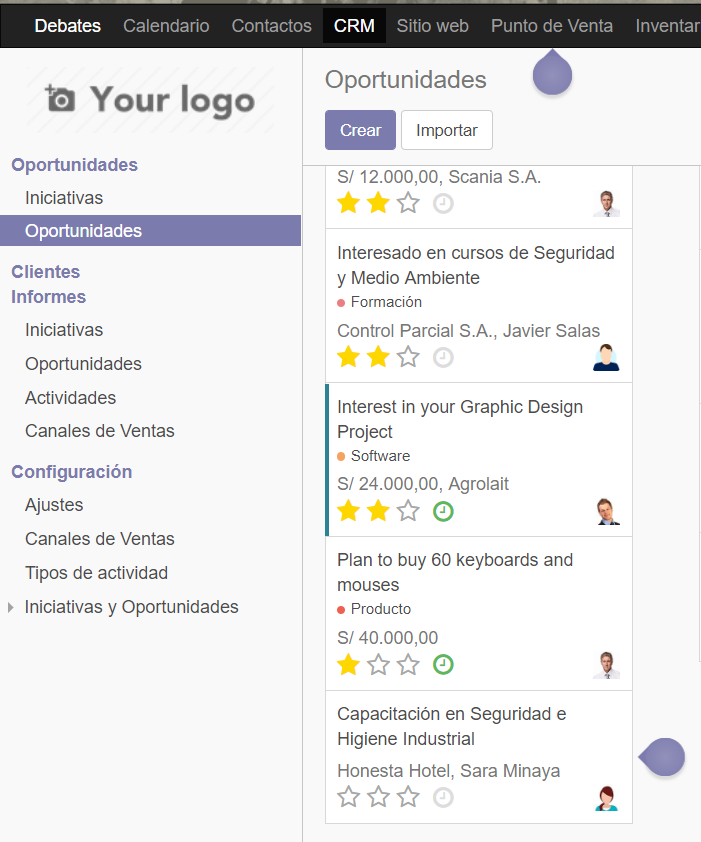 Debates Calendario Contactos CRM Sitio web Punto de Venta Inventar
Your logo
Oportunidades
Iniciativas
Oportunidades
Clientes
Informes
Iniciativas
Oportunidades
Actividades
Canales de Ventas
Configuración
Ajustes
Canales de Ventas
Tipos de actividad
Iniciativas y Oportunidades
Oportunidades
Crear Importar
S/ 12.000,00, Scania S.A.
Interesado en cursos de Seguridad
y Medio Ambiente
Formación
Control Parcial S.A., Javier Salas
Interest in your Graphic Design
Project
Software
S/ 24.000,00, Agrolait
Plan to buy 60 keyboards and
mouses
Producto
S/ 40.000,00
Capacitación en Seguridad e
Higiene Industrial
Honesta Hotel, Sara Minaya